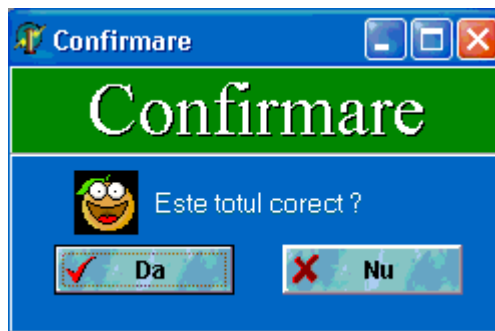 Confirmare
Confirmare
Este totul corect ?
Da
Nu